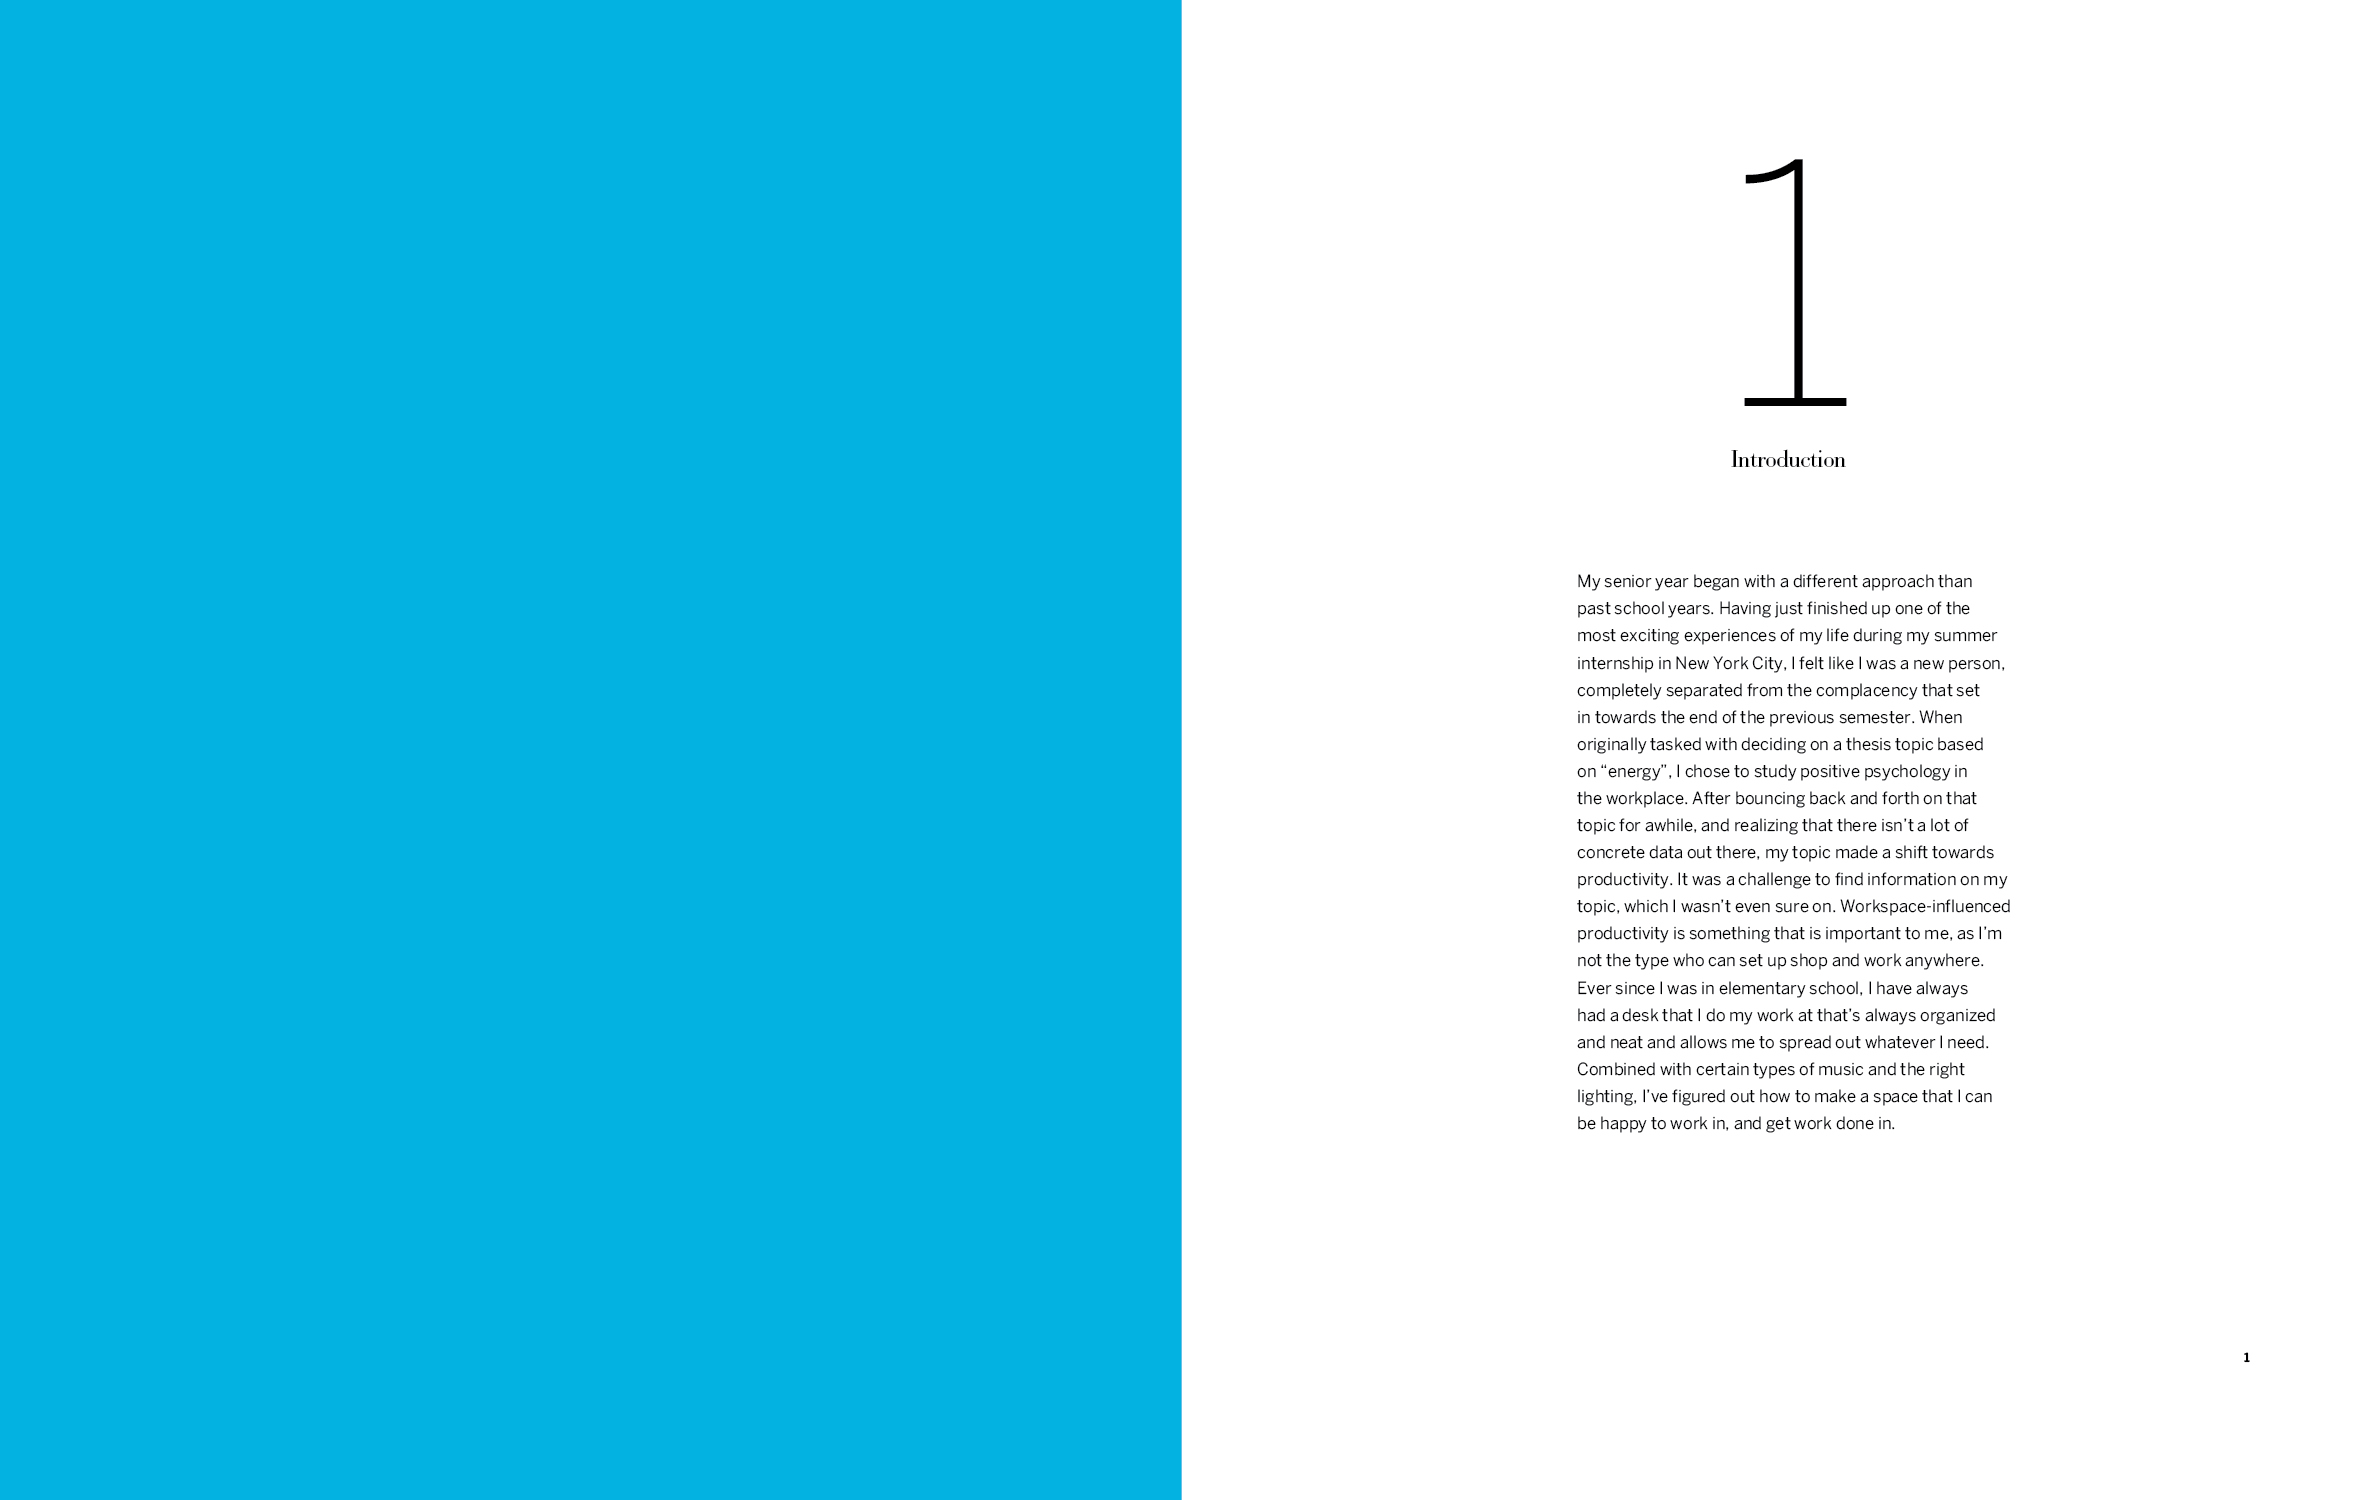 1
Introduction
My senior year began with a different approach than
past school years. Having just finished up one of the
most exciting experiences of my life during my summer
internship in New York City, I felt like I was a new person,
completely separated from the complacency that set
in towards the end of the previous semester. When
originally tasked with deciding on a thesis topic based
on “energy”, I chose to study positive psychology in
the workplace. After bouncing back and forth on that
topic for awhile, and realizing that there isn’t a lot of
concrete data out there, my topic made a shift towards
productivity. It was a challenge to find information on my
topic, which I wasn’t even sure on. Workspace-influenced
productivity is something that is important to me, as I’m
not the type who can set up shop and work anywhere.
Ever since I was in elementary school, I have always
had a desk that I do my work at that’s always organized
and neat and allows me to spread out whatever I need.
Combined with certain types of music and the right
lighting, I’ve figured out how to make a space that I can
be happy to work in, and get work done in.
1